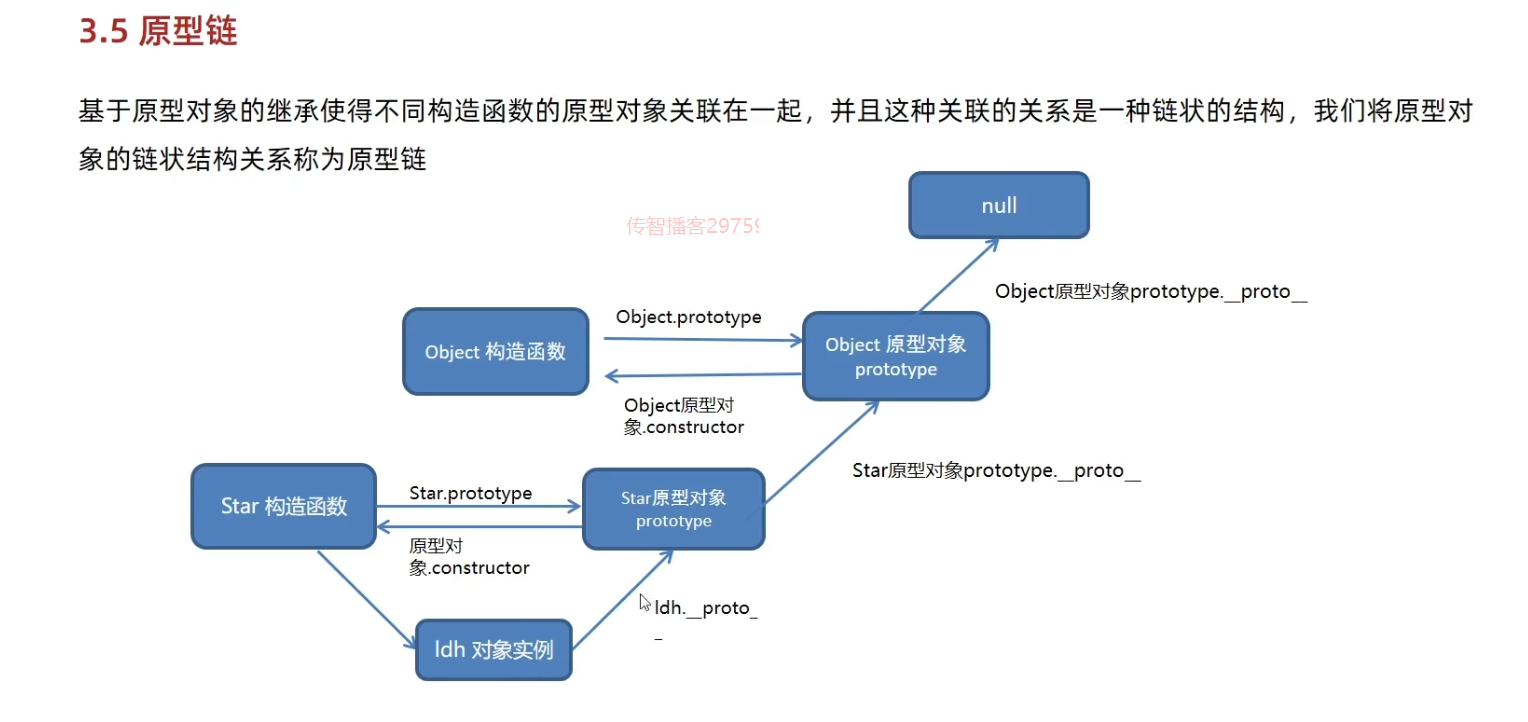 3.5 原型链
基于原型对象的继承使得不同构造函数的原型对象关联在一起，并且这种关联的关系是一种链状的结构，我们将原型对
象的链状结构关系称为原型链
null
传智播客29759
Object原型对象prototype.__proto__
Object.prototype
Object 构造函数
Object 原型对象
prototype
Object原型对
象.constructor
Star原型对象prototype.__proto__
Star 构造函数
Star.prototype
Star原型对象
prototype
原型对
象.constructor
ldh.__proto_
_
ldh 对象实例